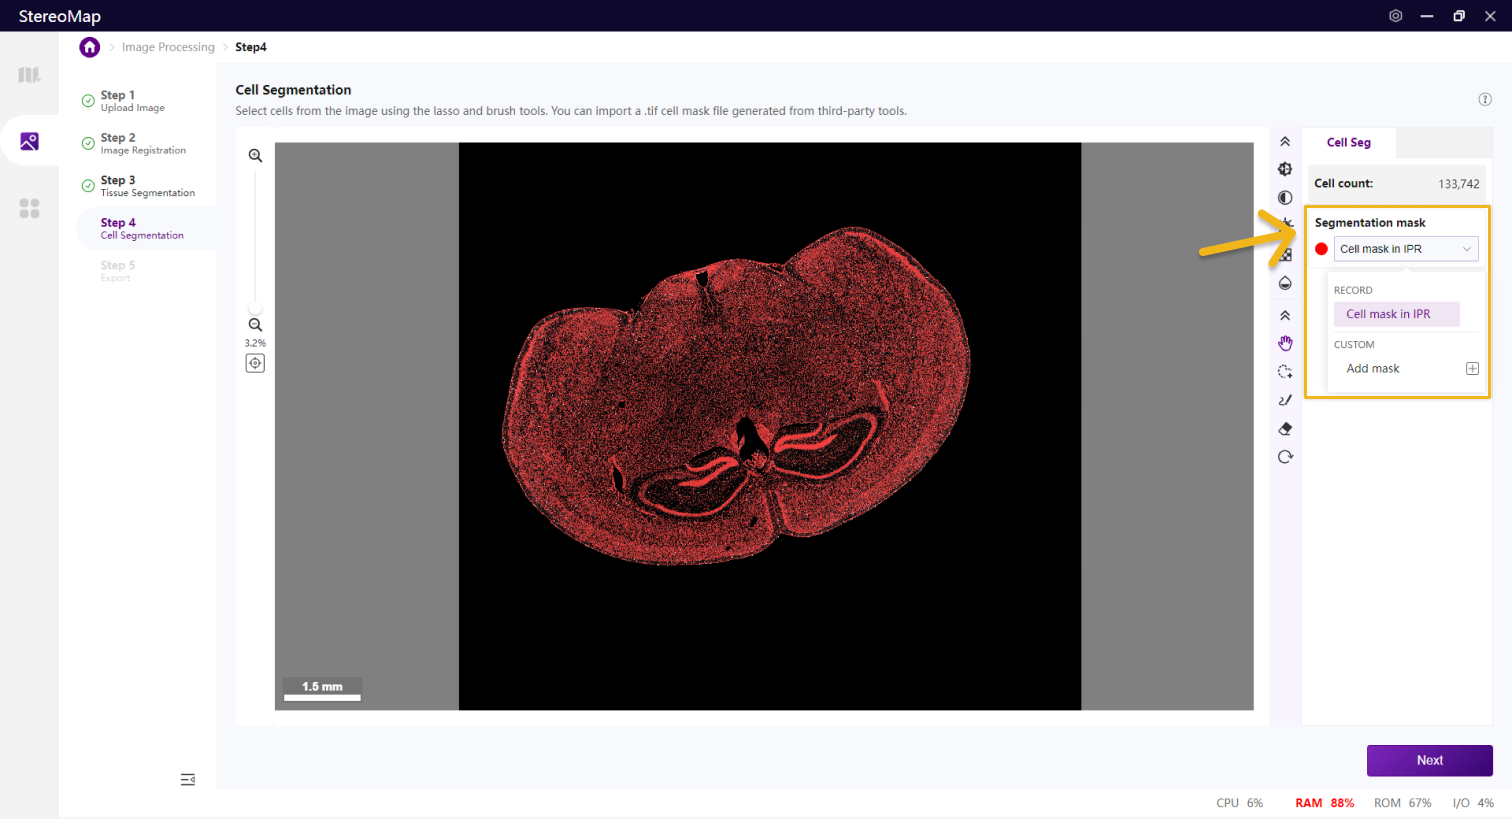 StereoMap
Image Processing
Step4
Step 1
Upload Image
Step 2
Image Registration
Step 3
Tissue Segmentation
Step 4
Cell Segmentation
Step 5
Export
Cell Segmentation
Select cells from the image using the lasso and brush tools. You can import a .tif cell mask file generated from third-party tools.
3.2%
1.5 mm
Cell Seg
Cell count: 133,742
Segmentation mask
Cell mask in IPR
RECORD
Cell mask in IPR
CUSTOM
Add mask
Next
CPU 6% RAM 88% ROM 67% I/O 4%